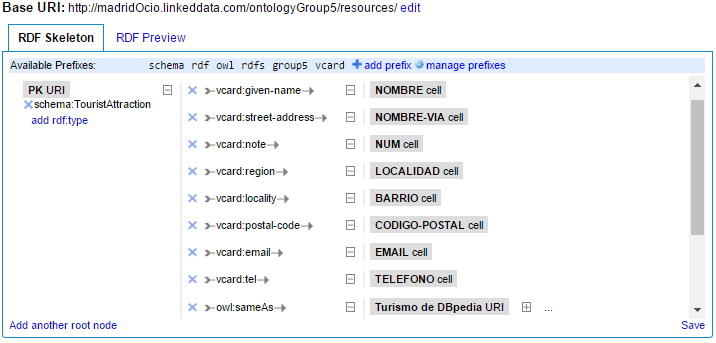 Base URI: http://madridOcio.linkeddata.com/ontologyGroup5/resources/ edit
RDF Skeleton RDF Preview
Available Prefixes: schema rdf owl rdfs group5 vcard add prefix manage prefixes
PK URI vcard:given-name NOMBRE cell
schema:TouristAttraction
add rdf:type vcard:street-address NOMBRE-VIA cell
vcard:note NUM cell
vcard:region LOCALIDAD cell
vcard:locality BARRIO cell
vcard:postal-code CODIGO-POSTAL cell
vcard:email EMAIL cell
vcard:tel TELEFONO cell
owl:sameAs Turismo de DBpedia URI ...
Add another root node Save